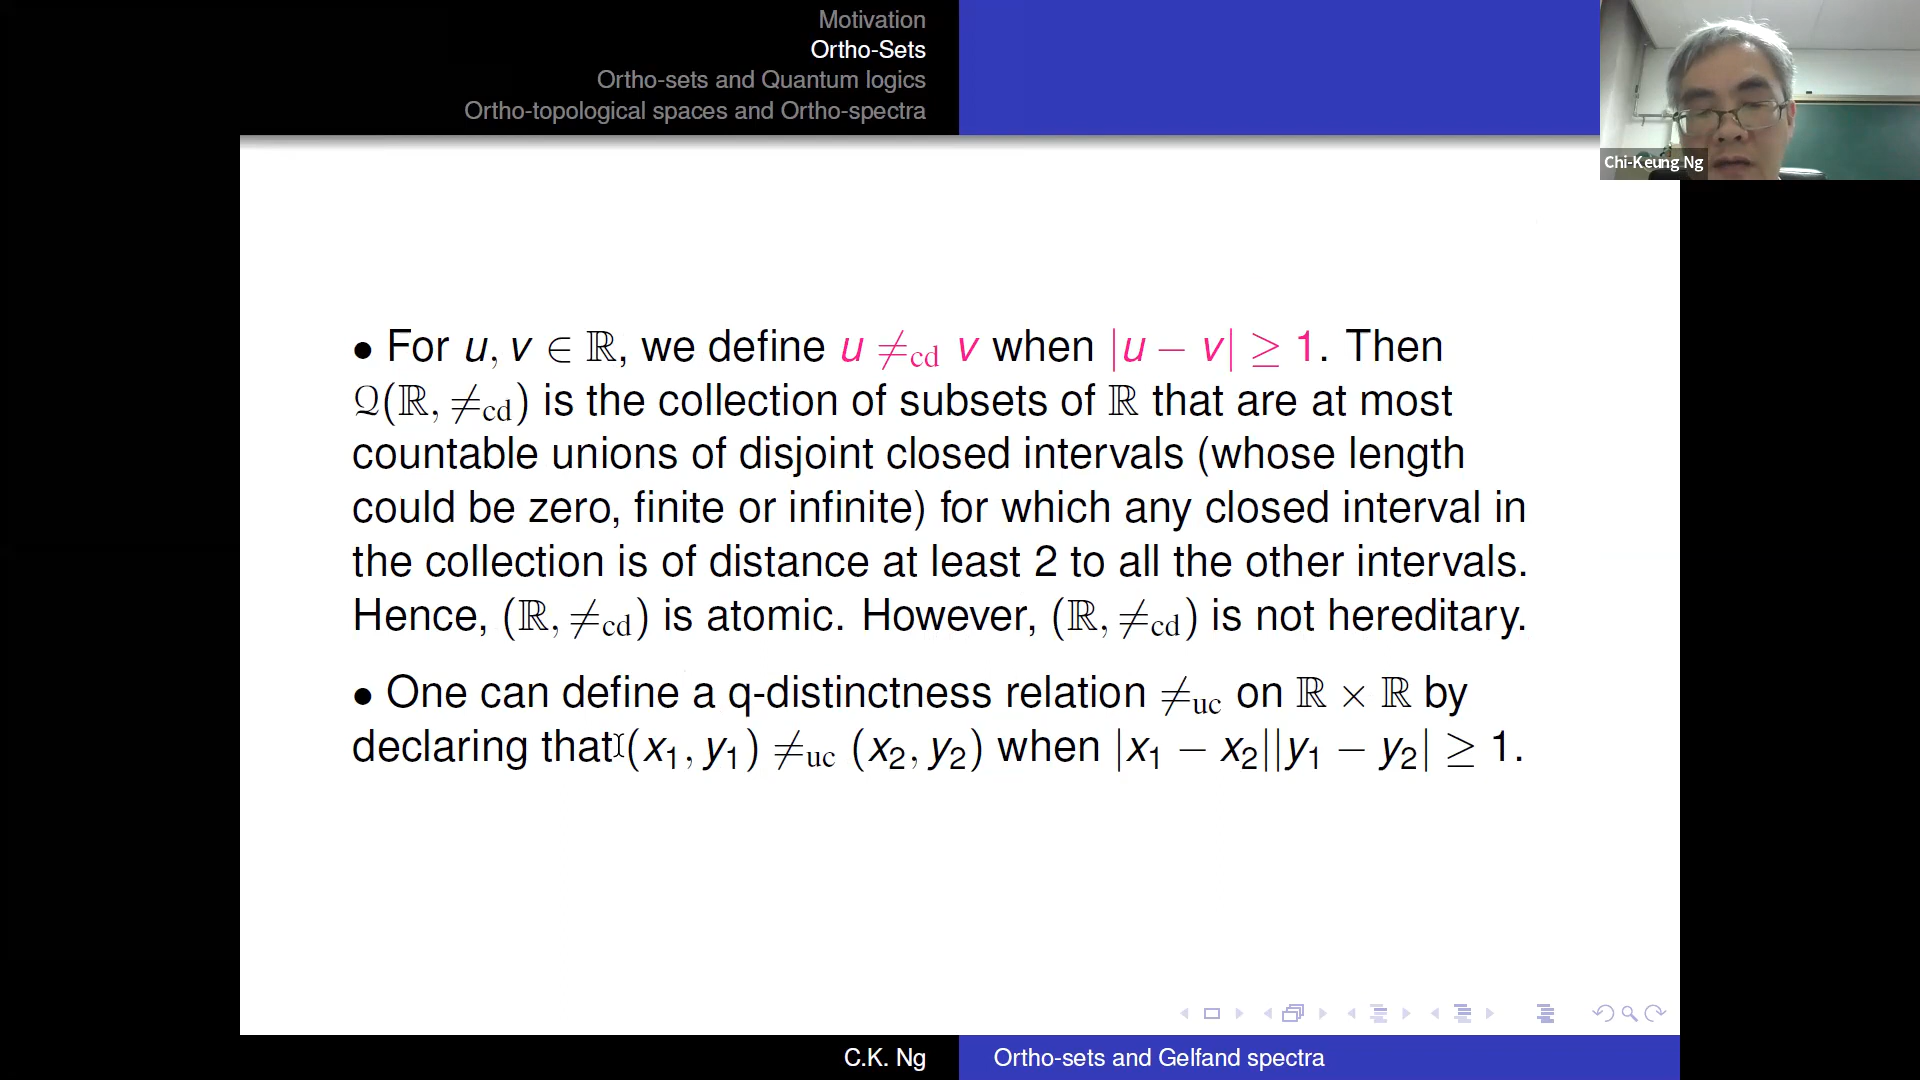 Motivation
Ortho-Sets
Ortho-sets and Quantum logics
Ortho-topological spaces and Ortho-spectra
Chi-Keung Ng
• For u, v ∈ ℝ, we define u ≠cd v when |u − v| ≥ 1. Then
𝒬(ℝ, ≠cd) is the collection of subsets of ℝ that are at most
countable unions of disjoint closed intervals (whose length
could be zero, finite or infinite) for which any closed interval in
the collection is of distance at least 2 to all the other intervals.
Hence, (ℝ, ≠cd) is atomic. However, (ℝ, ≠cd) is not hereditary.
• One can define a q-distinctness relation ≠uc on ℝ × ℝ by
declaring that (x₁, y₁) ≠uc (x₂, y₂) when |x₁ − x₂||y₁ − y₂| ≥ 1.
C.K. Ng
Ortho-sets and Gelfand spectra